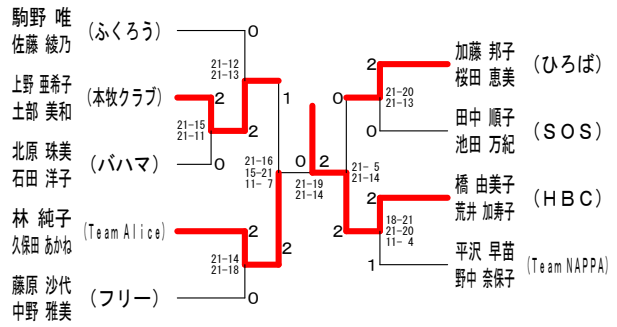 駒野 唯
佐藤 綾乃
(ふくろう)
0
21-12
21-13
上野 亜希子
土部 美和
(本牧クラブ)
2
2
1
21-15
21-11
北原 珠美
石田 洋子
(バハマ)
0
21-16
15-21
11- 7
0
2
21-19
21-14
林 純子
久保田 あかね
(Team Alice)
2
2
21-14
21-18
藤原 沙代
中野 雅美
(フリー)
0
加藤 邦子
桜田 恵美
(ひろば)
2
0
21-20
21-13
田中 順子
池田 万紀
(SOS)
0
21- 5
21-14
橋 由美子
荒井 加寿子
(HBC)
2
2
18-21
21-20
11- 4
平沢 早苗
野中 奈保子
(Team NAPPA)
1